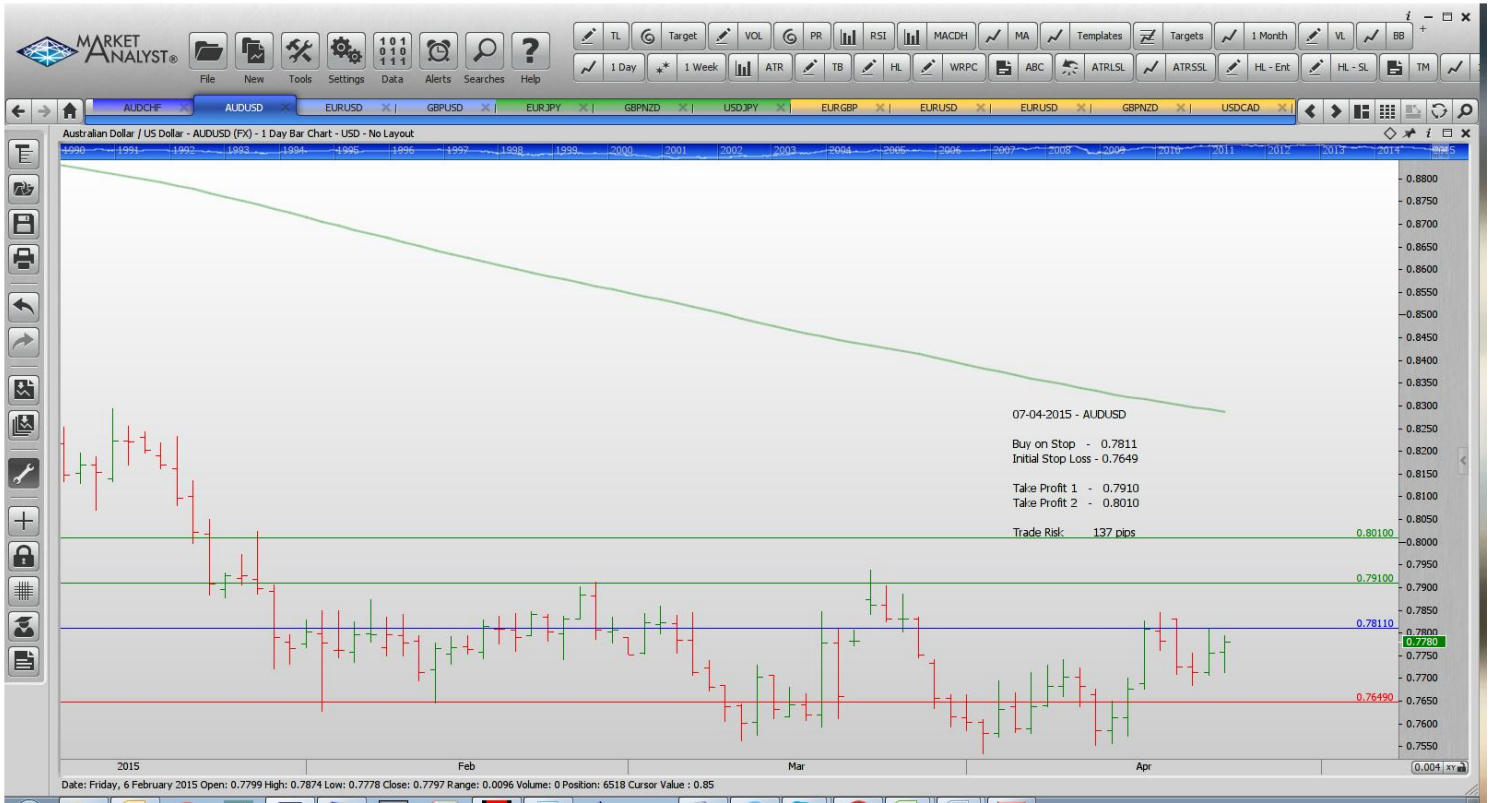 MARKET
ANALYST®
File New Tools Settings Data Alerts Searches Help
TL Target VOL PR RSI MACDH MA Templates Targets 1 Month VL BB
1 Day 1 Week ATR TB HL WRPC ABC ATRLSL ATRSSL HL - Ent HL - SL TM
AUDCHF AUDUSD EURUSD GBPUSD EURJPY GBPNZD USDJPY EURGBP EURUSD EURUSD GBPNZD USDCAD
Australian Dollar / US Dollar - AUDUSD (FX) - 1 Day Bar Chart - USD - No Layout
1990 1991 1992 1993 1994 1995 1996 1997 1998 1999 2000 2001 2002 2003 2004 2005 2006 2007 2008 2009 2010 2011 2012 2013 2014 2015
0.8800
0.8750
0.8700
0.8650
0.8600
0.8550
0.8500
0.8450
0.8400
0.8350
0.8300
07-04-2015 - AUDUSD
0.8250
Buy on Stop - 0.7811
Initial Stop Loss - 0.7649
0.8200
0.8150
Take Profit 1 - 0.7910
Take Profit 2 - 0.8010
0.8100
0.8050
Trade Risk 137 pips
0.80100
0.8000
0.7950
0.79100
0.7900
0.7850
0.78110
0.7800
0.7780
0.7750
0.7700
0.76490
0.7650
0.7600
0.7550
2015 Feb Mar Apr
0.004 XY
Date: Friday, 6 February 2015 Open: 0.7799 High: 0.7874 Low: 0.7778 Close: 0.7797 Range: 0.0096 Volume: 0 Position: 6518 Cursor Value : 0.85